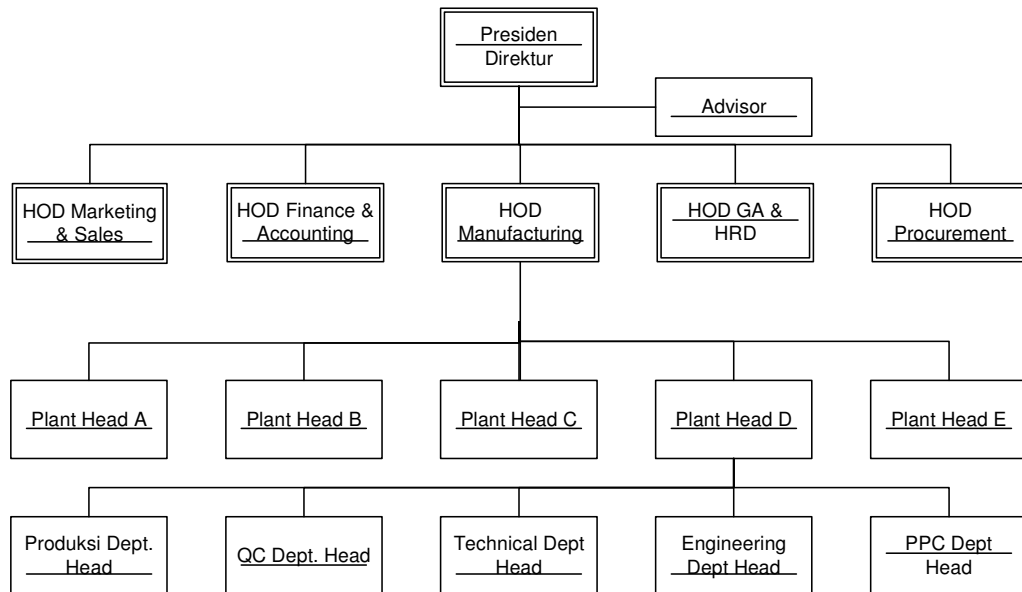 Presiden
Direktur
Advisor
HOD Marketing
& Sales
HOD Finance &
Accounting
HOD
Manufacturing
HOD GA &
HRD
HOD
Procurement
Plant Head A
Plant Head B
Plant Head C
Plant Head D
Plant Head E
Produksi Dept.
Head
QC Dept. Head
Technical Dept
Head
Engineering
Dept Head
PPC Dept
Head